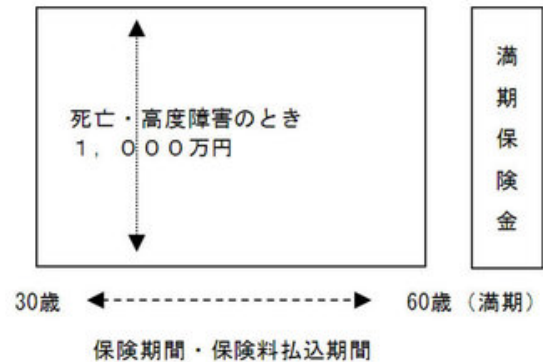 死亡・高度障害のとき
１，０００万円
満期保険金
30歳
60歳（満期）
保険期間・保険料払込期間